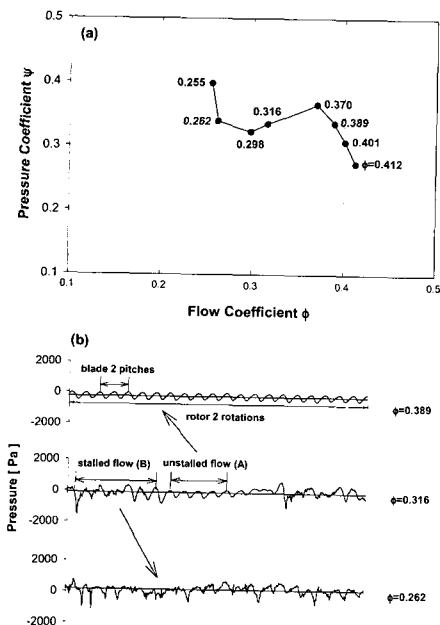 (a)
0.5
0.4
0.3
0.2
0.1
Pressure Coefficient ψ
0.255
0.262
0.298
0.316
0.370
0.389
0.401
ϕ=0.412
0.1
0.2
0.3
0.4
0.5
Flow Coefficient ϕ
(b)
Pressure [ Pa ]
2000
0
-2000
blade 2 pitches
rotor 2 rotations
ϕ=0.389
2000
0
-2000
stalled flow (B)
unstalled flow (A)
ϕ=0.316
2000
0
-2000
ϕ=0.262